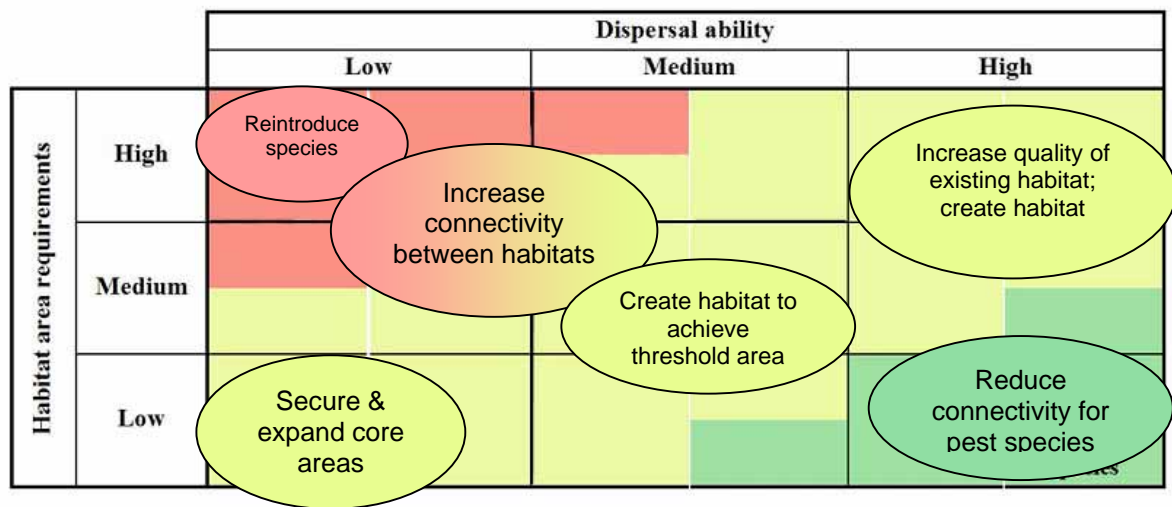 Dispersal ability
Low
Medium
High
Habitat area requirements
High
Medium
Low
Reintroduce
species
Increase
connectivity
between habitats
Increase quality of
existing habitat;
create habitat
Create habitat to
achieve
threshold area
Secure &
expand core
areas
Reduce
connectivity for
pest species